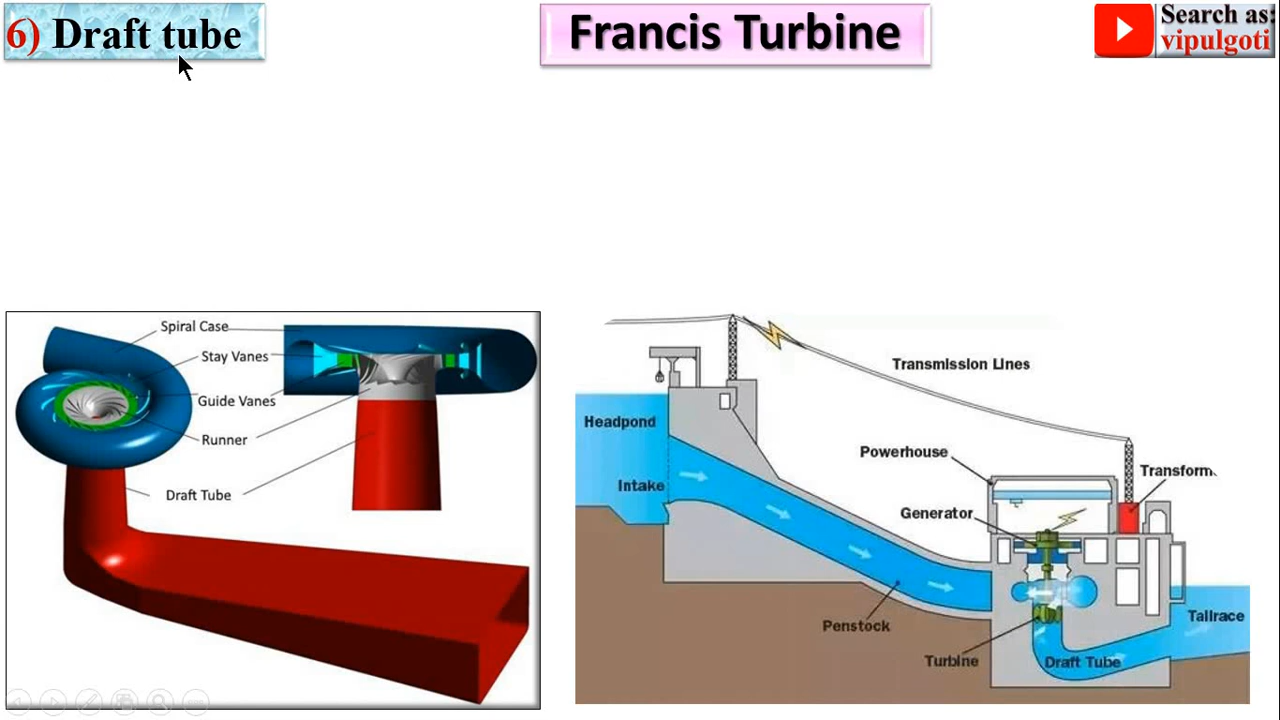 6) Draft tube
Francis Turbine
Search as:
vipulgoti
Spiral Case
Stay Vanes
Guide Vanes
Runner
Draft Tube
Transmission Lines
Headpond
Powerhouse
Intake
Transform
Generator
Penstock
Tailrace
Turbine
Draft Tube